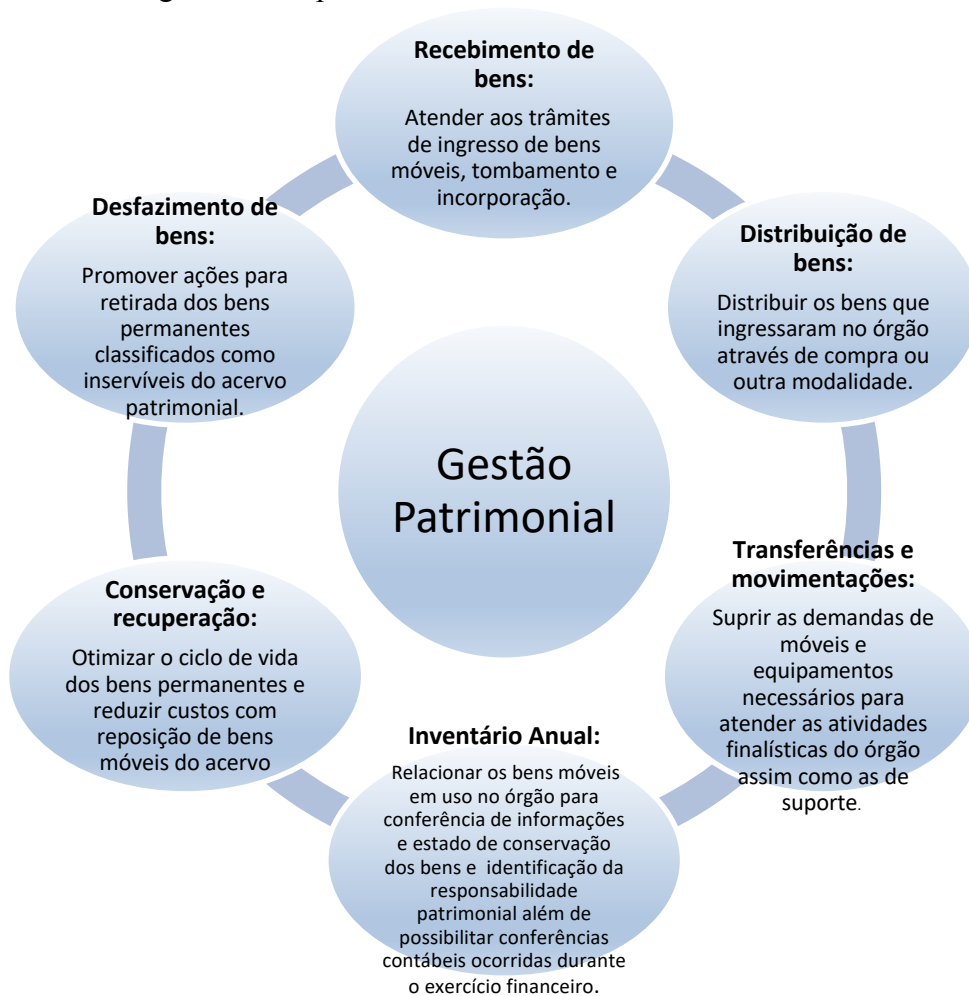 Recebimento de
bens:
Atender aos trâmites
de ingresso de bens
móveis, tombamento e
incorporação.
Distribuição de
bens:
Distribuir os bens que
ingressaram no órgão
através de compra ou
outra modalidade.
Transferências e
movimentações:
Suprir as demandas de
móveis e
equipamentos
necessários para
atender as atividades
finalísticas do órgão
assim como as de
suporte.
Inventário Anual:
Relacionar os bens móveis
em uso no órgão para
conferência de informações
e estado de conservação
dos bens e identificação da
responsabilidade
patrimonial além de
possibilitar conferências
contábeis ocorridas durante
o exercício financeiro.
Conservação e
recuperação:
Otimizar o ciclo de vida
dos bens permanentes e
reduzir custos com
reposição de bens
móveis do acervo
Desfazimento de
bens:
Promover ações para
retirada dos bens
permanentes
classificados como
inservíveis do acervo
patrimonial.
Gestão
Patrimonial